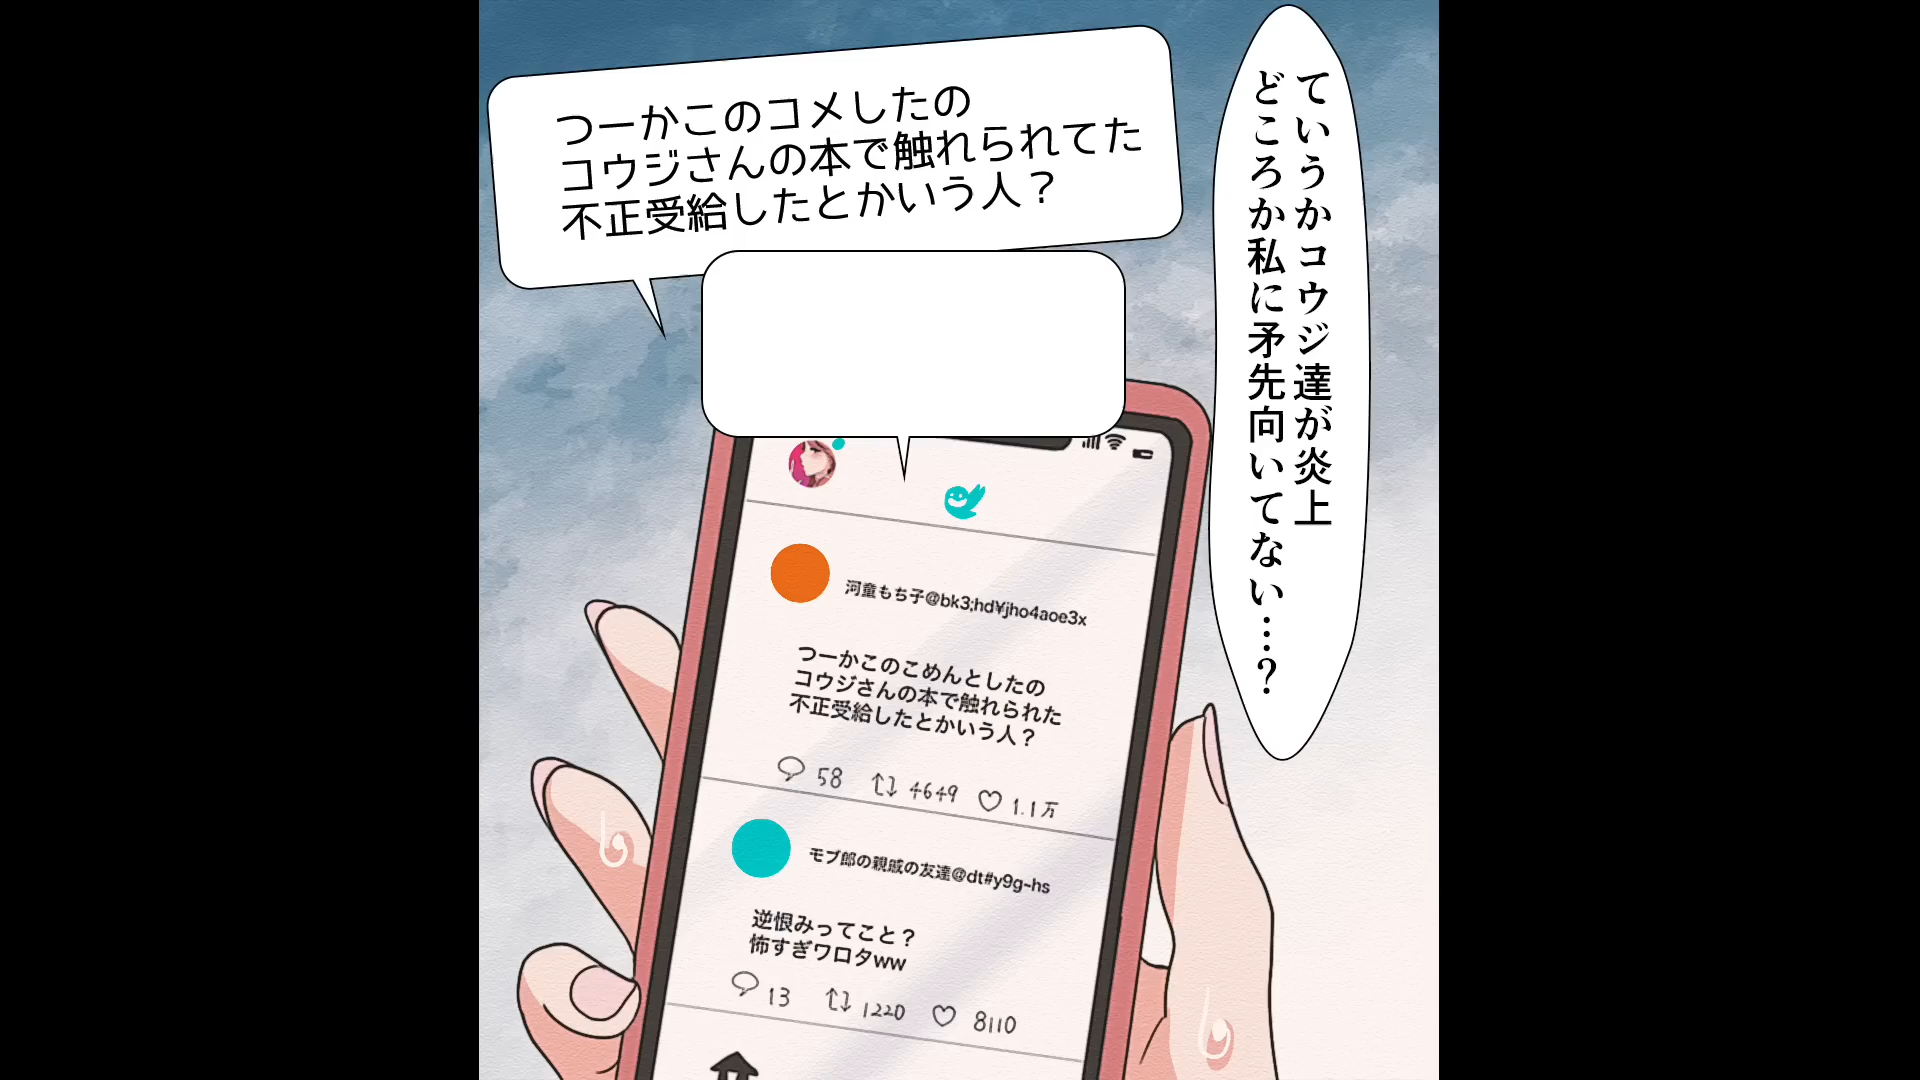 ていうかコウジ達が炎上
どころか私に矛先向いてない…？
つーかこのコメしたの
コウジさんの本で触れられてた
不正受給したとかいう人？
河童もち子@bk3;hd¥jho4aoe3x
つーかこのこめんとしたの
コウジさんの本で触れられた
不正受給したとかいう人？
58 4649 1.1万
モブ郎の親戚の友達@dt#y9g~hs
逆恨みってこと？
怖すぎワロタww
13 1220 8110